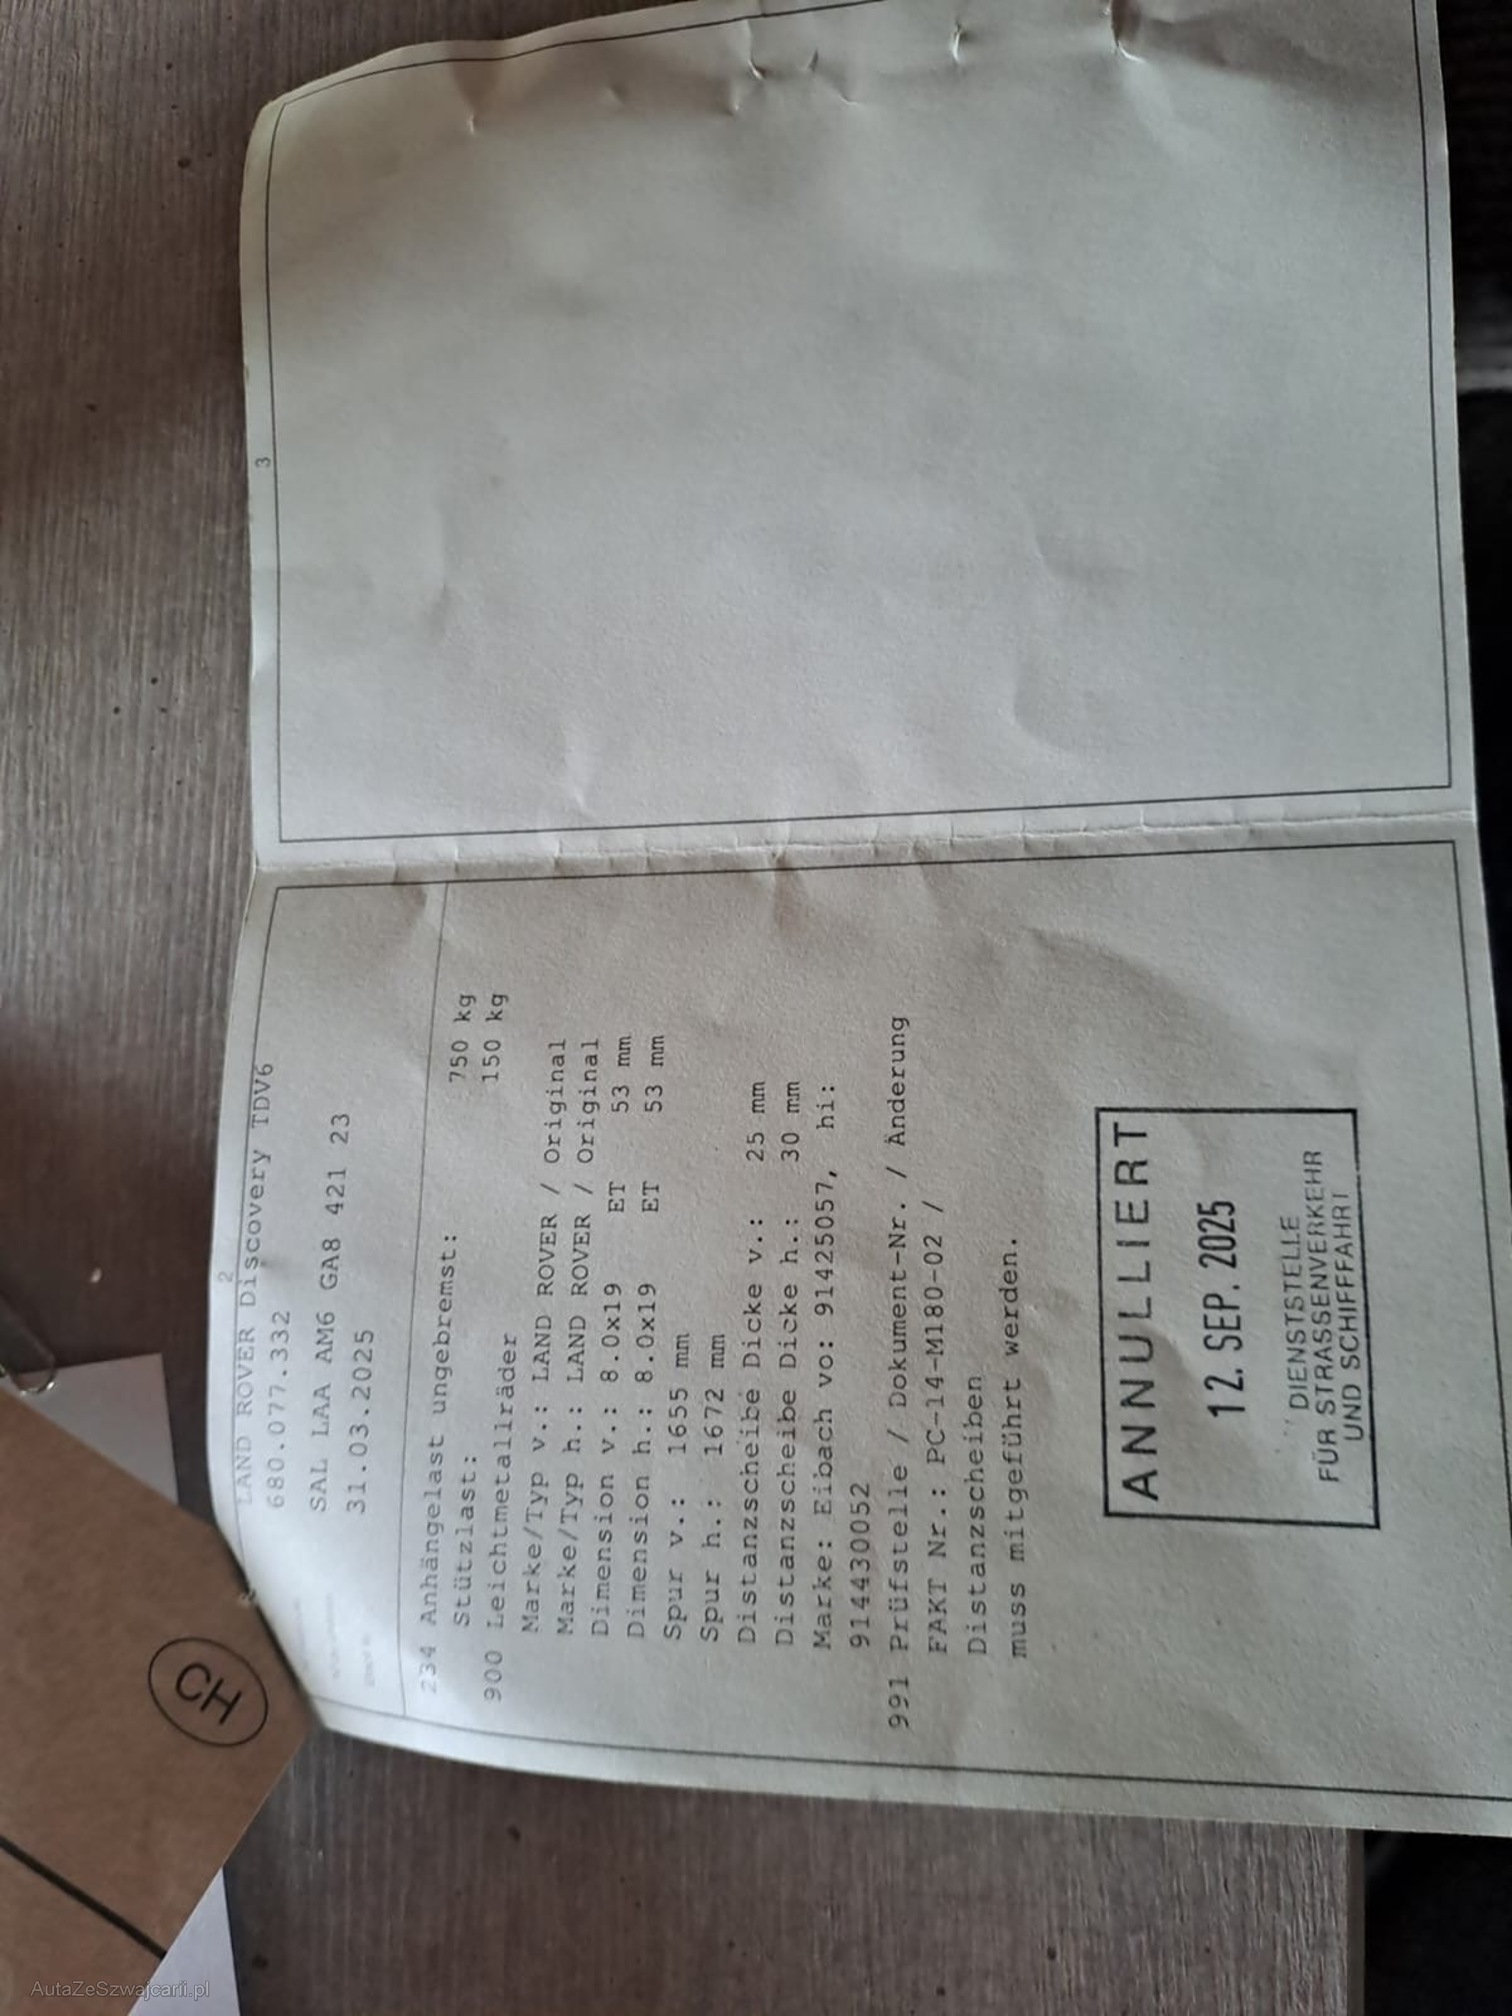 2
LAND ROVER Discovery TDV6
680.077.332
SAL LAA AM6 GA8 421 23
31.03.2025
234 Anhängelast ungebremst: 750 kg
Stützlast: 150 kg
900 Leichtmetallräder
Marke/Typ v.: LAND ROVER / Original
Marke/Typ h.: LAND ROVER / Original
Dimension v.: 8.0x19 ET 53 mm
Dimension h.: 8.0x19 ET 53 mm
Spur v.: 1655 mm
Spur h.: 1672 mm
Distanzscheibe Dicke v.: 25 mm
Distanzscheibe Dicke h.: 30 mm
Marke: Eibach vo: 91425057, hi:
914430052
991 Prüfstelle / Dokument-Nr. / Änderung
FAKT Nr.: PC-14-M180-02 /
Distanzscheiben
muss mitgeführt werden.
ANNULLIERT
12. SEP. 2025
DIENSTSTELLE
FÜR STRASSENVERKEHR
UND SCHIFFFAHRT
3
CH
AutaZeSzwajcarii.pl